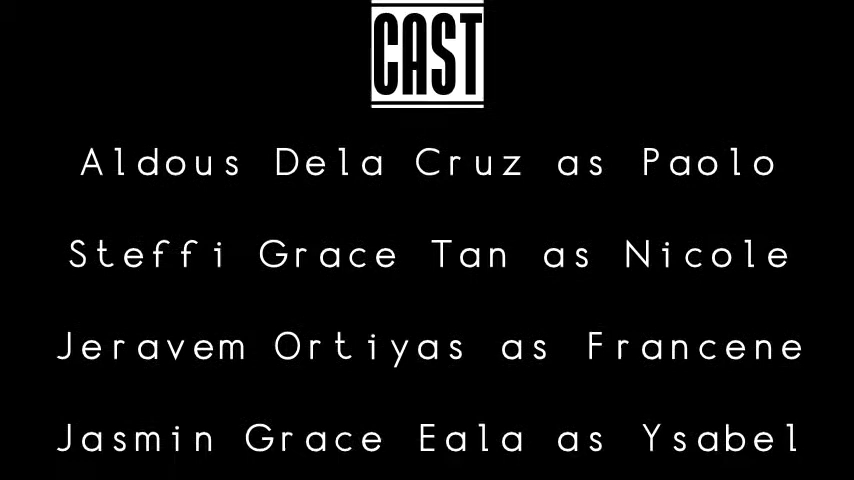 CAST
Aldous Dela Cruz as Paolo
Steffi Grace Tan as Nicole
Jeravem Ortiyas as Francene
Jasmin Grace Eala as Ysabel